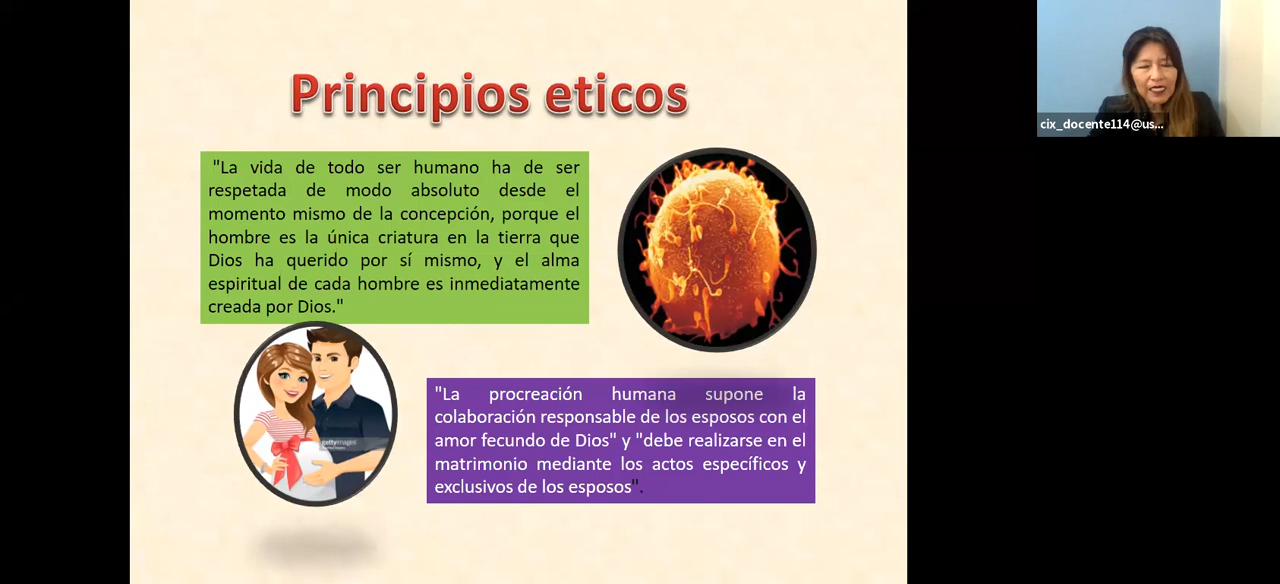 Principios eticos
"La vida de todo ser humano ha de ser
respetada de modo absoluto desde el
momento mismo de la concepción, porque el
hombre es la única criatura en la tierra que
Dios ha querido por sí mismo, y el alma
espiritual de cada hombre es inmediatamente
creada por Dios."
"La procreación humana supone la
colaboración responsable de los esposos con el
amor fecundo de Dios" y "debe realizarse en el
matrimonio mediante los actos específicos y
exclusivos de los esposos".
gettyimages
cix_docente114@us...